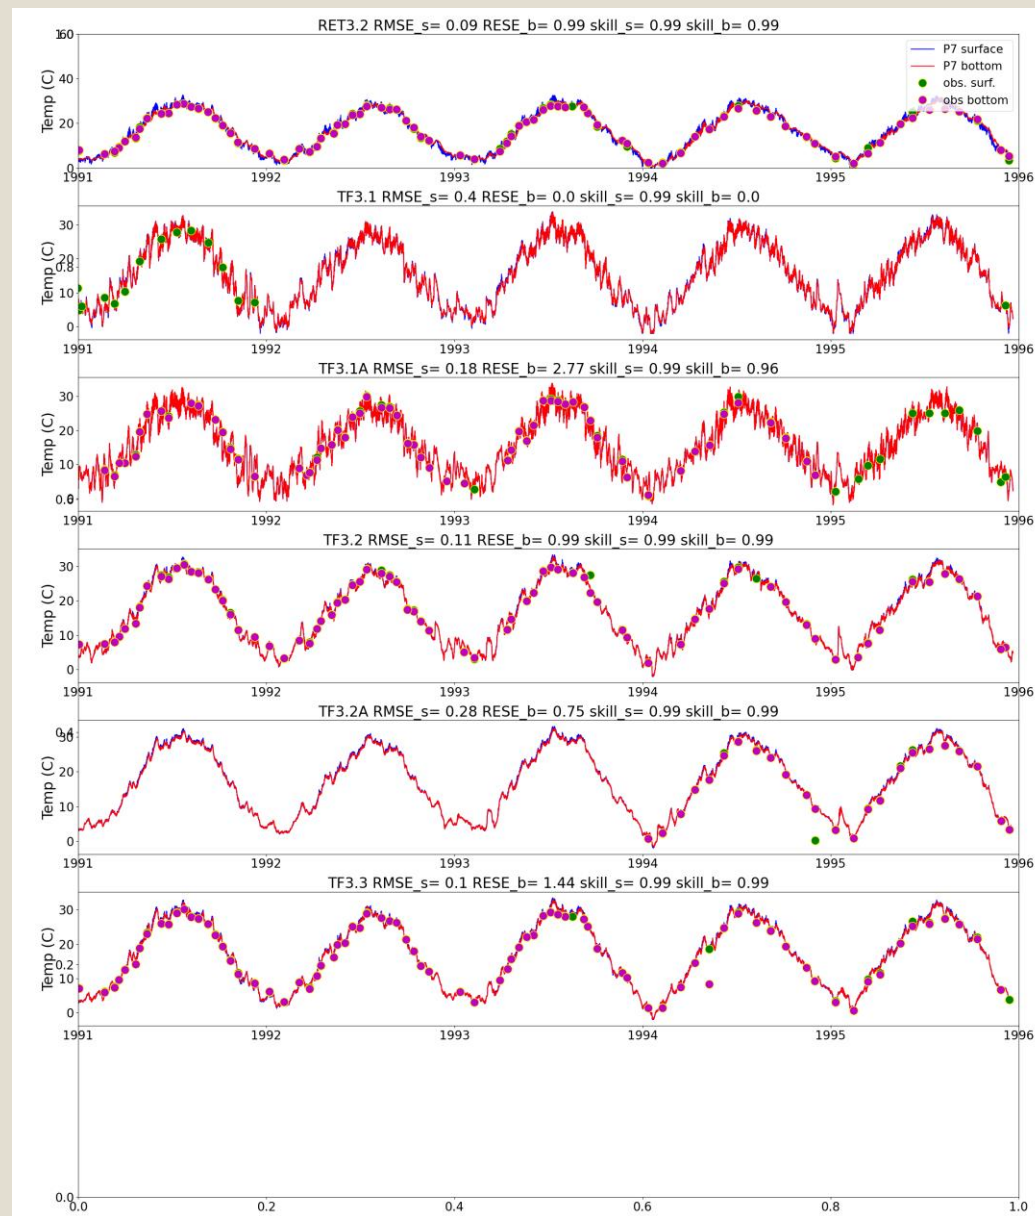 RET3.2 RMSE_s= 0.09 RESE_b= 0.99 skill_s= 0.99 skill_b= 0.99
Temp (C)
40
20
0
P7 surface
P7 bottom
obs. surf.
obs bottom
1991 1992 1993 1994 1995 1996
TF3.1 RMSE_s= 0.4 RESE_b= 0.0 skill_s= 0.99 skill_b= 0.0
Temp (C)
30
20
0.8
10
0
1991 1992 1993 1994 1995 1996
TF3.1A RMSE_s= 0.18 RESE_b= 2.77 skill_s= 0.99 skill_b= 0.96
Temp (C)
30
20
10
1991 1992 1993 1994 1995 1996
TF3.2 RMSE_s= 0.11 RESE_b= 0.99 skill_s= 0.99 skill_b= 0.99
Temp (C)
30
20
10
0
1991 1992 1993 1994 1995 1996
TF3.2A RMSE_s= 0.28 RESE_b= 0.75 skill_s= 0.99 skill_b= 0.99
Temp (C)
20
10
0
1991 1992 1993 1994 1995 1996
TF3.3 RMSE_s= 0.1 RESE_b= 1.44 skill_s= 0.99 skill_b= 0.99
Temp (C)
30
20
0.2
10
0
1991 1992 1993 1994 1995 1996
0.0
0.0 0.2 0.4 0.6 0.8 1.0